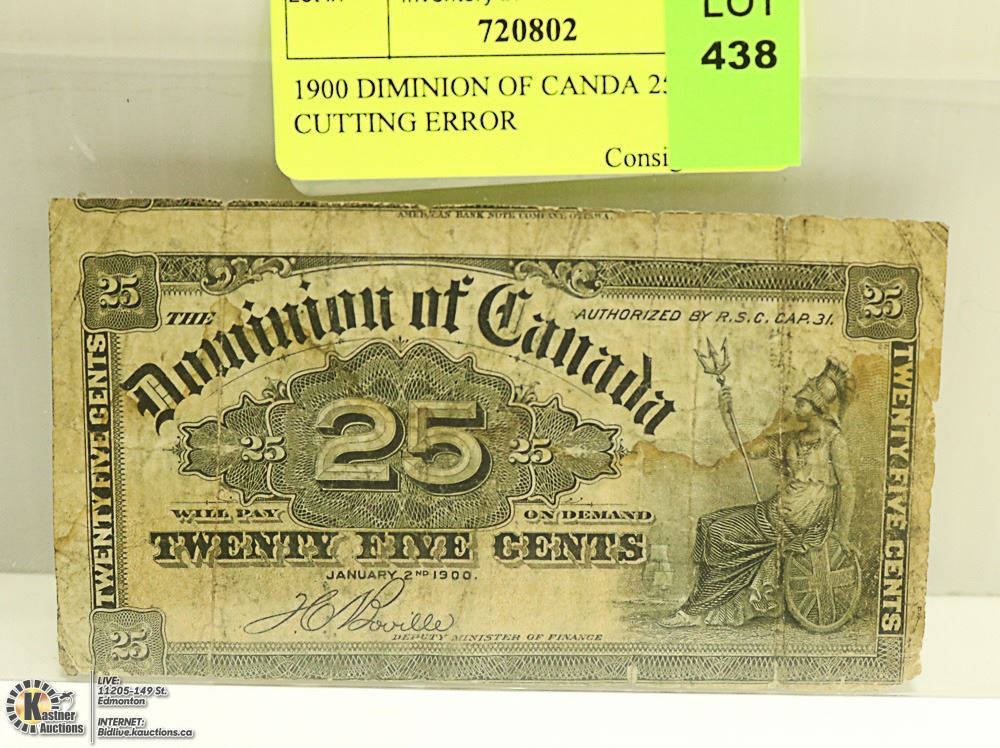 720802
LOT
438
1900 DIMINION OF CANDA 25
CUTTING ERROR
Consig
25
AMERICAN BANK NOTE COMPANY, OTTAWA.
25
25
THE
AUTHORIZED BY R.S.C. CAP. 31.
Dominion of Canada
TWENTY FIVE CENTS
25
25
25
TWENTY FIVE CENTS
WILL PAY
ON DEMAND
TWENTY FIVE CENTS
JANUARY 2ND 1900.
J C Boville
DEPUTY MINISTER OF FINANCE
25
Kastner
Auctions
LIVE:
11205-149 St.
Edmonton
INTERNET:
Bidlive.kauctions.ca